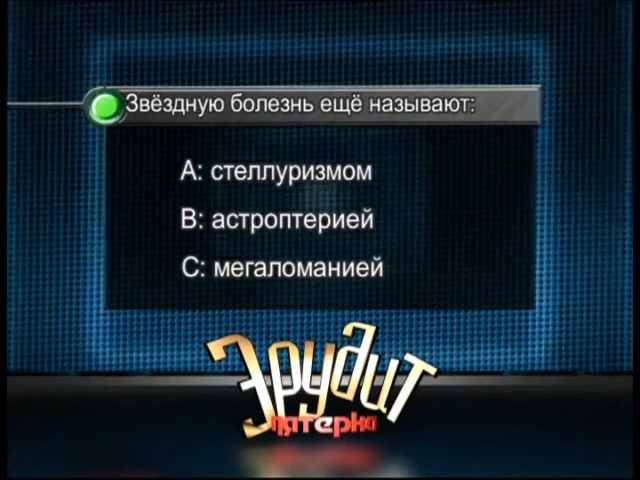 Звёздную болезнь ещё называют:
А: стеллуризмом
В: астроптерией
С: мегаломанией
Эрудит
пятерка